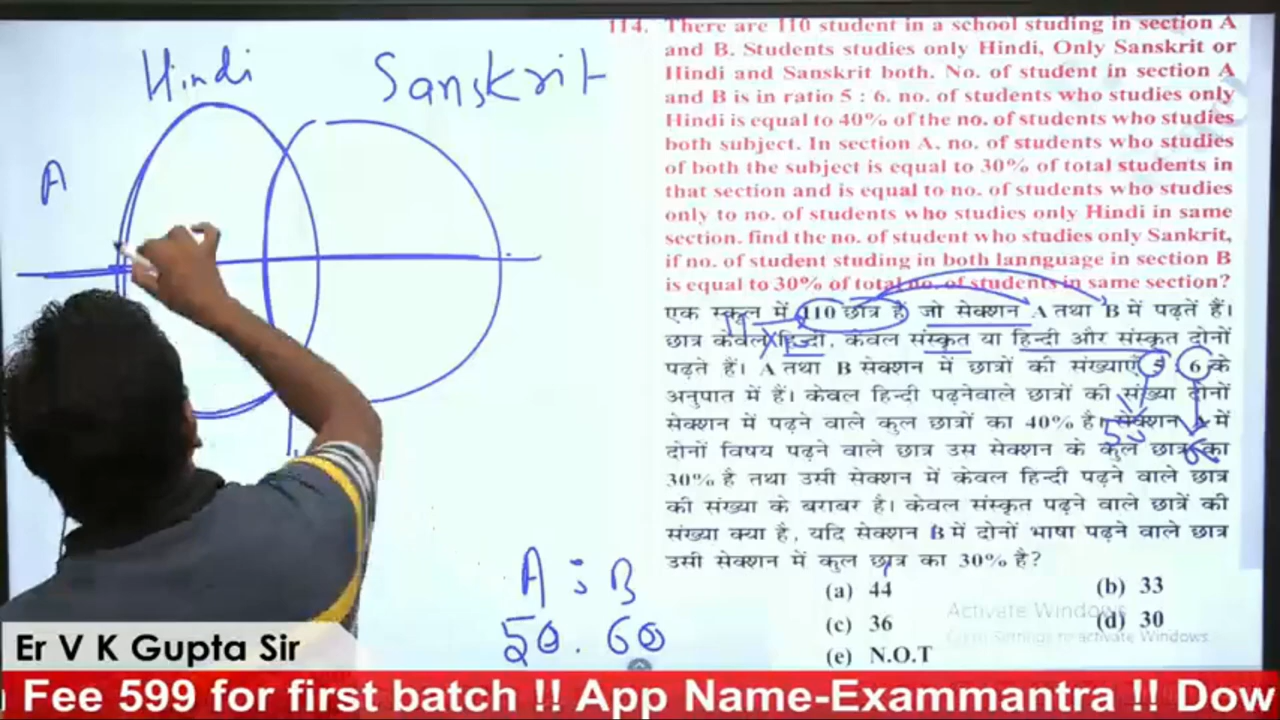 Hindi Sanskrit
A
114. There are 110 student in a school studing in section A
and B. Students studies only Hindi, Only Sanskrit or
Hindi and Sanskrit both. No. of student in section A
and B is in ratio 5 : 6. no. of students who studies only
Hindi is equal to 40% of the no. of students who studies
both subject. In section A, no. of students who studies
of both the subject is equal to 30% of total students in
that section and is equal to no. of students who studies
only to no. of students who studies only Hindi in same
section. find the no. of student who studies only Sankrit,
if no. of student studing in both lannguage in section B
is equal to 30% of total no. of students in same section?
एक स्कूल में 110 छात्र हैं जो सेक्शन A तथा B में पढ़तें हैं।
छात्र केवल हिन्दी, केवल संस्कृत या हिन्दी और संस्कृत दोनों
पढ़ते हैं। A तथा B सेक्शन में छात्रों की संख्याएँ 5 : 6 के
अनुपात में हैं। केवल हिन्दी पढ़नेवाले छात्रों की संख्या दोनों
सेक्शन में पढ़ने वाले कुल छात्रों का 40% है। सेक्शन A में
दोनों विषय पढ़ने वाले छात्र उस सेक्शन के कुल छात्र का
30% है तथा उसी सेक्शन में केवल हिन्दी पढ़ने वाले छात्र
की संख्या के बराबर है। केवल संस्कृत पढ़ने वाले छात्रें की
संख्या क्या है, यदि सेक्शन B में दोनों भाषा पढ़ने वाले छात्र
उसी सेक्शन में कुल छात्र का 30% है?
(a) 44 (b) 33
(c) 36 (d) 30
(e) N.O.T
50 60
A : B
50 . 60
Activate Windows
Go to Settings to activate Windows.
Er V K Gupta Sir
Fee 599 for first batch !! App Name-Exammantra !! Dow